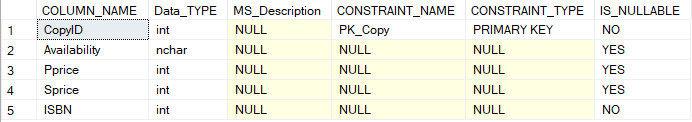 COLUMN_NAME Data_TYPE MS_Description CONSTRAINT_NAME CONSTRAINT_TYPE IS_NULLABLE
1 CopyID int NULL PK_Copy PRIMARY KEY NO
2 Availability nchar NULL NULL NULL YES
3 Pprice int NULL NULL NULL YES
4 Sprice int NULL NULL NULL YES
5 ISBN int NULL NULL NULL NO